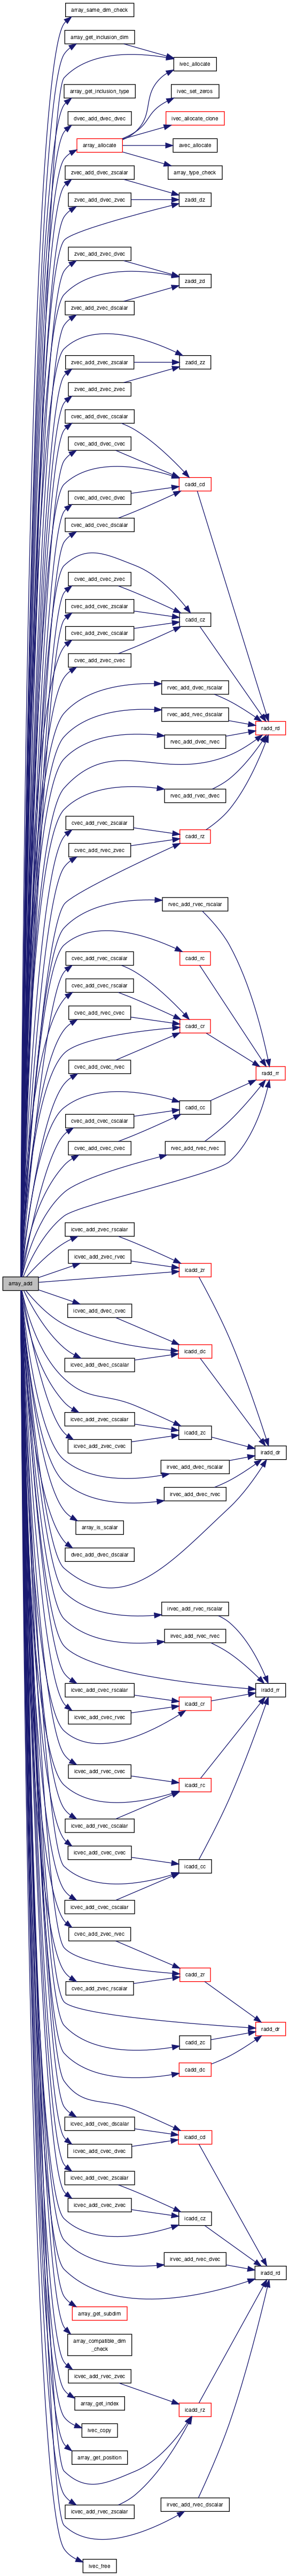 array_same_dim_check
array_get_inclusion_dim
ivec_allocate
array_get_inclusion_type
ivec_set_zeros
dvec_add_dvec_dvec
ivec_allocate_clone
array_allocate
avec_allocate
zvec_add_dvec_zscalar
array_type_check
zvec_add_dvec_zvec
zadd_dz
zvec_add_zvec_dvec
zadd_zd
zvec_add_zvec_dscalar
zvec_add_zvec_zscalar
zadd_zz
zvec_add_zvec_zvec
cvec_add_dvec_cscalar
cvec_add_dvec_cvec
cadd_cd
cvec_add_cvec_dvec
cvec_add_cvec_dscalar
cvec_add_cvec_zvec
cvec_add_cvec_zscalar
cadd_cz
cvec_add_zvec_cscalar
cvec_add_zvec_cvec
rvec_add_dvec_rscalar
rvec_add_rvec_dscalar
radd_rd
rvec_add_dvec_rvec
rvec_add_rvec_dvec
cvec_add_rvec_zscalar
cadd_rz
cvec_add_rvec_zvec
rvec_add_rvec_rscalar
cvec_add_rvec_cscalar
cadd_rc
cvec_add_cvec_rscalar
cvec_add_rvec_cvec
cadd_cr
cvec_add_cvec_rvec
radd_rr
cadd_cc
cvec_add_cvec_cscalar
cvec_add_cvec_cvec
rvec_add_rvec_rvec
icvec_add_zvec_rscalar
icvec_add_zvec_rvec
icadd_zr
array_add
icvec_add_dvec_cvec
icadd_dc
icvec_add_dvec_cscalar
icvec_add_zvec_cscalar
icadd_zc
icvec_add_zvec_cvec
iradd_dr
irvec_add_dvec_rscalar
irvec_add_dvec_rvec
array_is_scalar
dvec_add_dvec_dscalar
irvec_add_rvec_rscalar
irvec_add_rvec_rvec
icvec_add_cvec_rscalar
iradd_rr
icadd_cr
icvec_add_cvec_rvec
icvec_add_rvec_cvec
icadd_rc
icvec_add_rvec_cscalar
icvec_add_cvec_cvec
icadd_cc
icvec_add_cvec_cscalar
cvec_add_zvec_rvec
cadd_zr
cvec_add_zvec_rscalar
radd_dr
cadd_zc
cadd_dc
icvec_add_cvec_dscalar
icadd_cd
icvec_add_cvec_dvec
icvec_add_cvec_zscalar
icvec_add_cvec_zvec
icadd_cz
irvec_add_rvec_dvec
iradd_rd
array_get_subdim
array_compatible_dim
_check
icvec_add_rvec_zvec
array_get_index
icadd_rz
ivec_copy
array_get_position
irvec_add_rvec_dscalar
icvec_add_rvec_zscalar
ivec_free